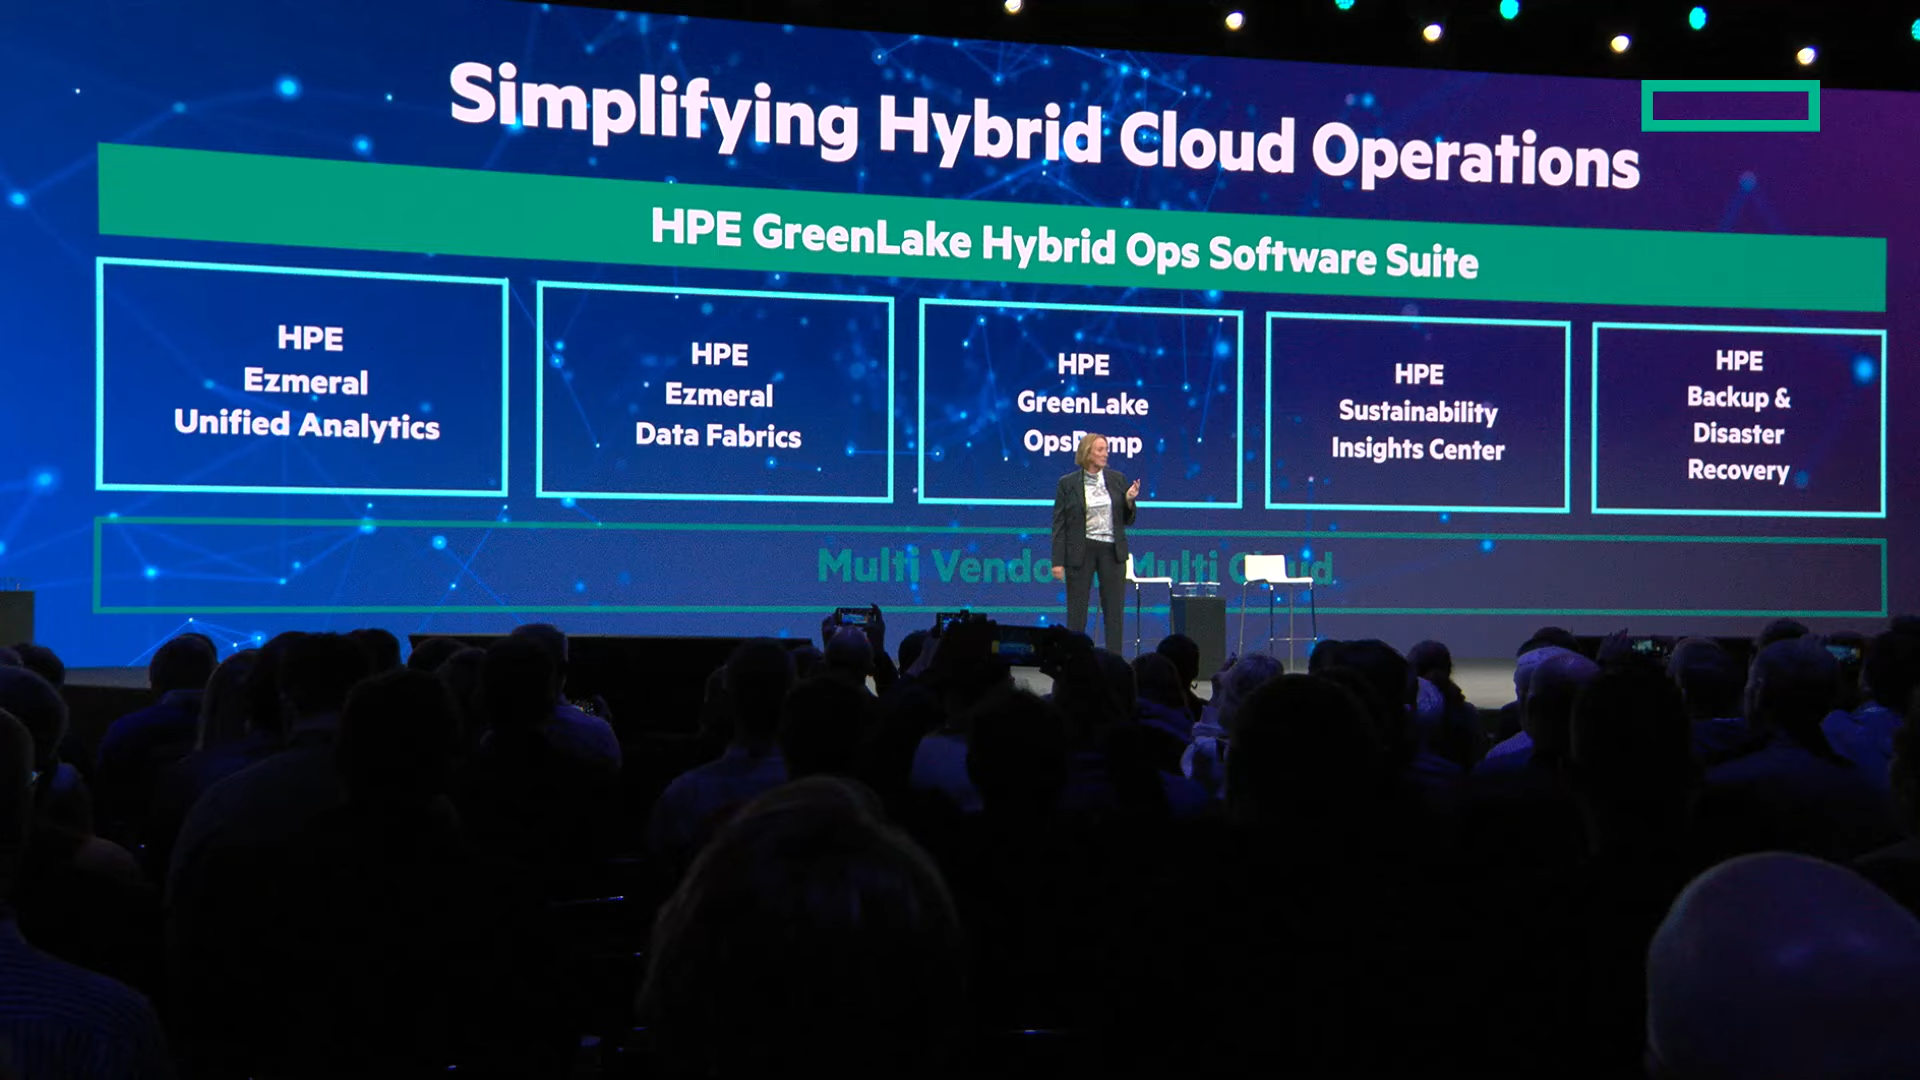 Simplifying Hybrid Cloud Operations
HPE GreenLake Hybrid Ops Software Suite
HPE
Ezmeral
Unified Analytics
HPE
Ezmeral
Data Fabrics
HPE
GreenLake
HPE
Sustainability
Insights Center
HPE
Backup &
Disaster
Recovery
Multi Multi